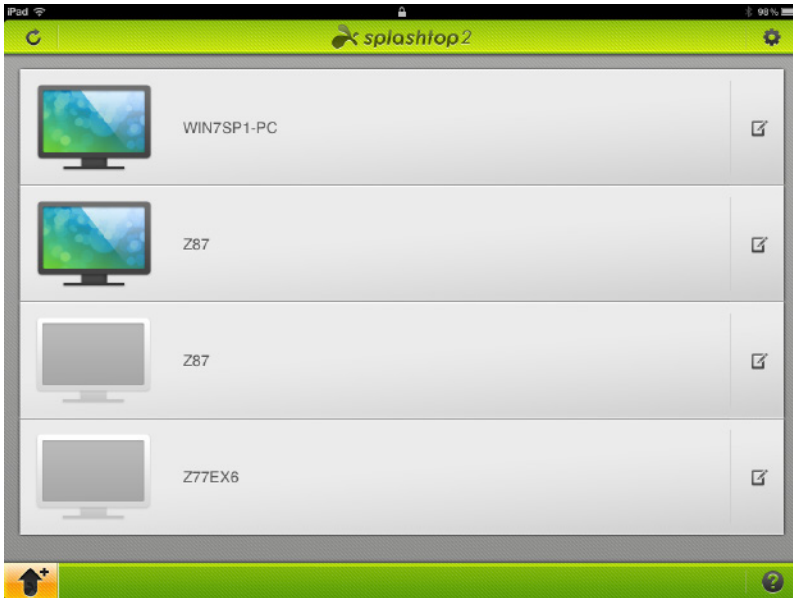 iPad 98%
splashtop2
WIN7SP1-PC
Z87
Z87
Z77EX6